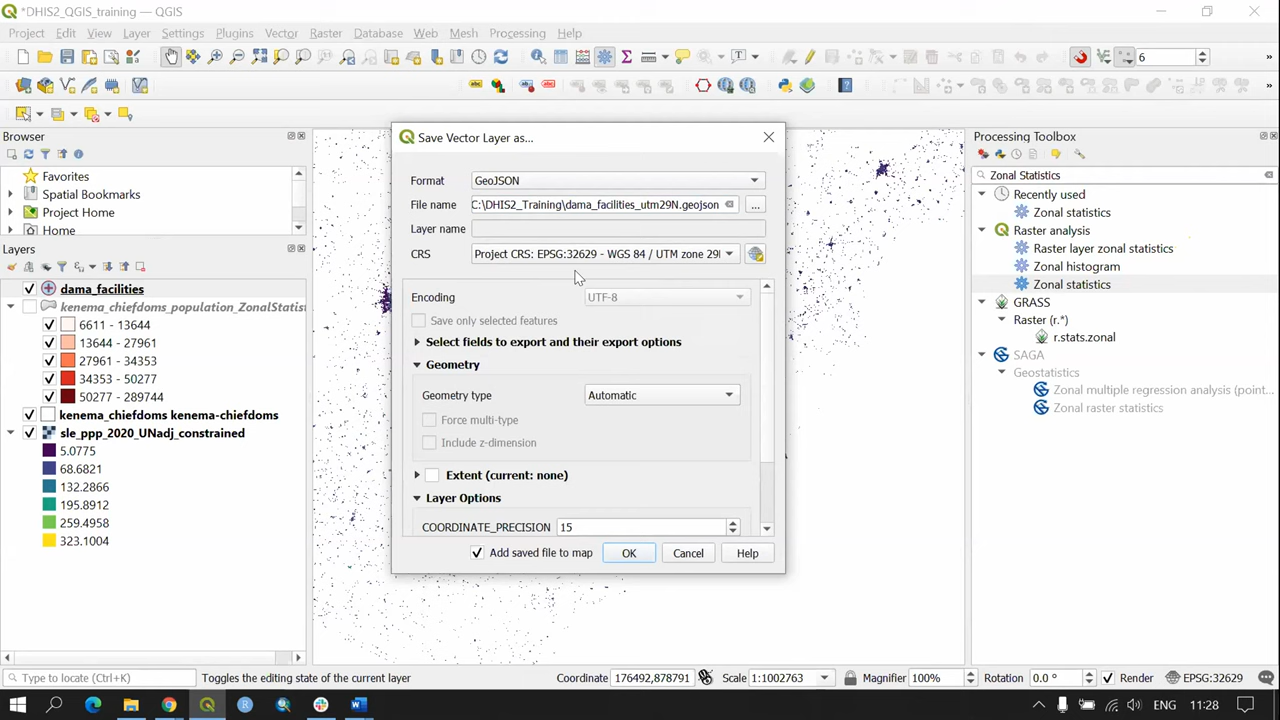 *DHIS2_QGIS_training — QGIS
Project Edit View Layer Settings Plugins Vector Raster Database Web Mesh Processing Help
6
Browser
Favorites
Spatial Bookmarks
Project Home
Home
Layers
dama_facilities
kenema_chiefdoms_population_ZonalStatist
6611 - 13644
13644 - 27961
27961 - 34353
34353 - 50277
50277 - 289744
kenema_chiefdoms kenema-chiefdoms
sle_ppp_2020_UNadj_constrained
5.0775
68.6821
132.2866
195.8912
259.4958
323.1004
Save Vector Layer as...
Format GeoJSON
File name C:\DHIS2_Training\dama_facilities_utm29N.geojson ...
Layer name
CRS Project CRS: EPSG:32629 - WGS 84 / UTM zone 29
Encoding UTF-8
Save only selected features
Select fields to export and their export options
Geometry
Geometry type Automatic
Force multi-type
Include z-dimension
Extent (current: none)
Layer Options
COORDINATE_PRECISION 15
Add saved file to map OK Cancel Help
Processing Toolbox
Zonal Statistics
Recently used
Zonal statistics
Raster analysis
Raster layer zonal statistics
Zonal histogram
Zonal statistics
GRASS
Raster (r.*)
r.stats.zonal
SAGA
Geostatistics
Zonal multiple regression analysis (point...
Zonal raster statistics
Type to locate (Ctrl+K) Toggles the editing state of the current layer Coordinate 176492,878791 Scale 1:1002763 Magnifier 100% Rotation 0.0 ° Render EPSG:32629
ENG 11:28